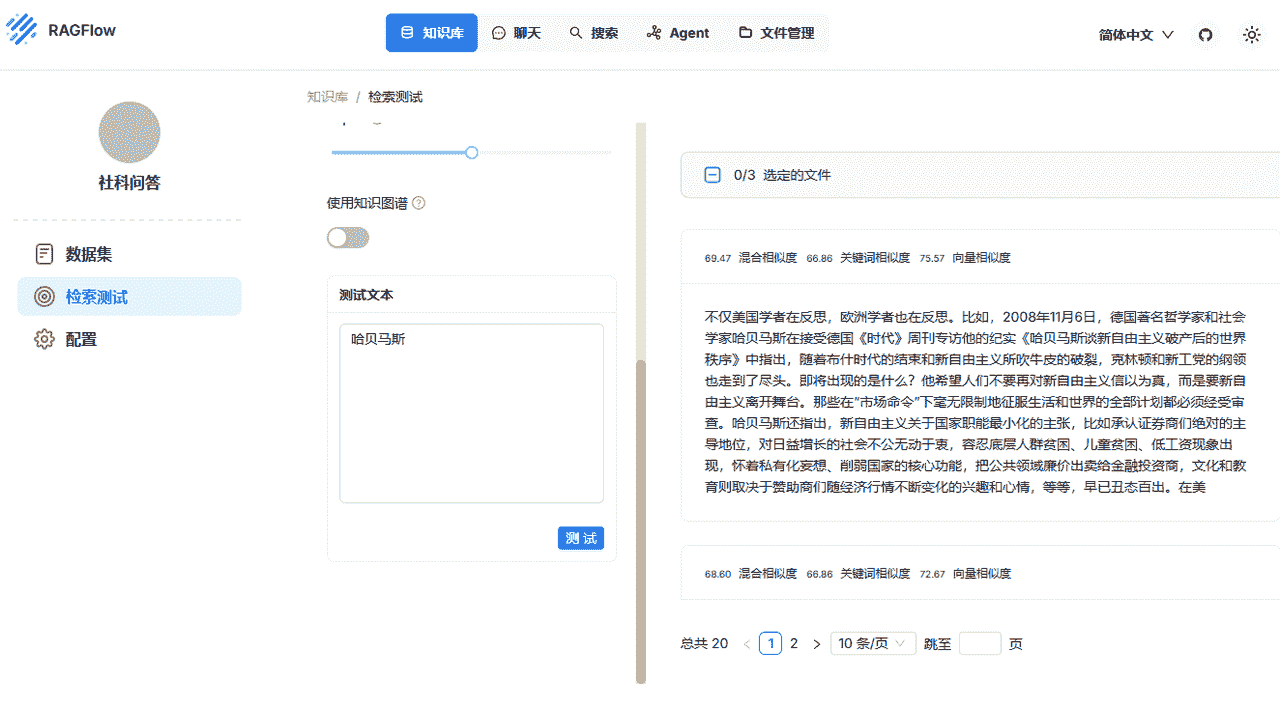 RAGFlow
知识库
聊天
搜索
Agent
文件管理
简体中文
社科问答
数据集
检索测试
配置
知识库 / 检索测试
使用知识图谱
测试文本
哈贝马斯
测 试
0/3 选定的文件
69.47 混合相似度 66.86 关键词相似度 75.57 向量相似度
不仅美国学者在反思，欧洲学者也在反思。比如，2008年11月6日，德国著名哲学家和社会
学家哈贝马斯在接受德国《时代》周刊专访他的纪实《哈贝马斯谈新自由主义破产后的世界
秩序》中指出，随着布什时代的结束和新自由主义所吹牛皮的破裂，克林顿和新工党的纲领
也走到了尽头。即将出现的是什么？他希望人们不要再对新自由主义信以为真，而是要新自
由主义离开舞台。那些在“市场命令”下毫无限制地征服生活和世界的全部计划都必须经受审
查。哈贝马斯还指出，新自由主义关于国家职能最小化的主张，比如承认证券商们绝对的主
导地位，对日益增长的社会不公无动于衷，容忍底层人群贫困、儿童贫困、低工资现象出
现，怀着私有化妄想、削弱国家的核心功能，把公共领域廉价出卖给金融投资商，文化和教
育则取决于赞助商们随经济行情不断变化的兴趣和心情，等等，早已丑态百出。在美
68.60 混合相似度 66.86 关键词相似度 72.67 向量相似度
总共 20 < 1 2 > 10 条/页 跳至 页